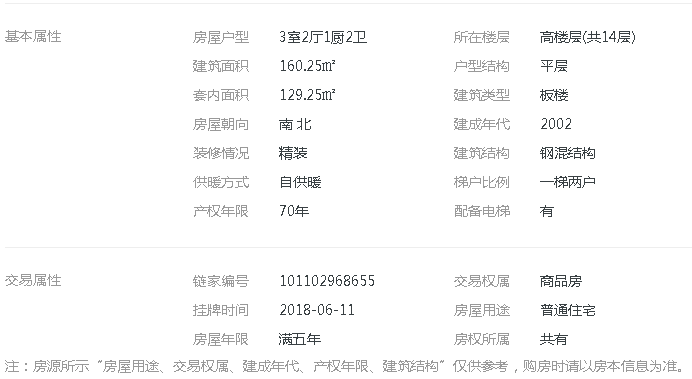 基本属性 房屋户型 3室2厅1厨2卫 所在楼层 高楼层(共14层)
建筑面积 160.25㎡ 户型结构 平层
套内面积 129.25㎡ 建筑类型 板楼
房屋朝向 南 北 建成年代 2002
装修情况 精装 建筑结构 钢混结构
供暖方式 自供暖 梯户比例 一梯两户
产权年限 70年 配备电梯 有
交易属性 链家编号 101102968655 交易权属 商品房
挂牌时间 2018-06-11 房屋用途 普通住宅
房屋年限 满五年 房权所属 共有
注：房源所示“房屋用途、交易权属、建成年代、产权年限、建筑结构”仅供参考，购房时请以房本信息为准。